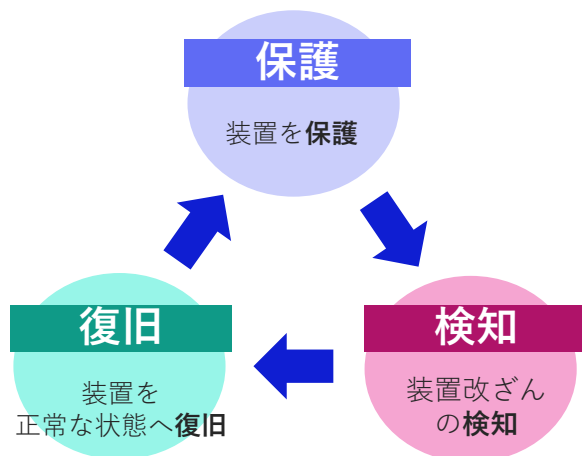 保護
装置を保護
復旧
装置を
正常な状態へ復旧
検知
装置改ざん
の検知